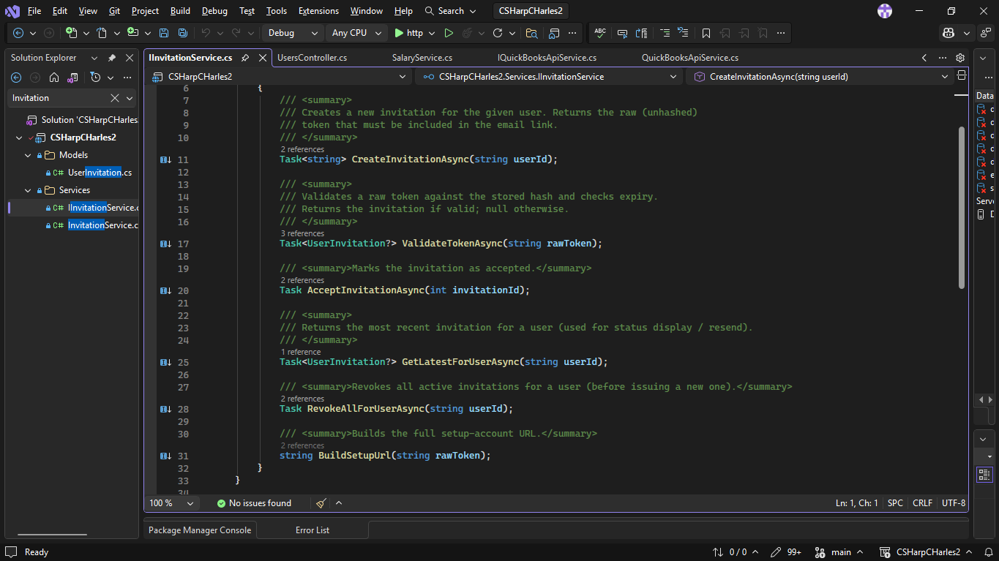 File Edit View Git Project Build Debug Test Tools Extensions Window Help Search CSHarpCHarles2
Debug Any CPU http
Solution Explorer
Invitation
Solution 'CSHarpCHarles
CSHarpCHarles2
Models
UserInvitation.cs
Services
IInvitationService.c
InvitationService.c
IInvitationService.cs UsersController.cs SalaryService.cs IQuickBooksApiService.cs QuickBooksApiService.cs
CSHarpCHarles2 CSHarpCHarles2.Services.IInvitationService CreateInvitationAsync(string userId)
6 {
7 /// <summary>
8 /// Creates a new invitation for the given user. Returns the raw (unhashed)
9 /// token that must be included in the email link.
10 /// </summary>
2 references
11 Task<string> CreateInvitationAsync(string userId);
12
13 /// <summary>
14 /// Validates a raw token against the stored hash and checks expiry.
15 /// Returns the invitation if valid; null otherwise.
16 /// </summary>
3 references
17 Task<UserInvitation?> ValidateTokenAsync(string rawToken);
18
19 /// <summary>Marks the invitation as accepted.</summary>
2 references
20 Task AcceptInvitationAsync(int invitationId);
21
22 /// <summary>
23 /// Returns the most recent invitation for a user (used for status display / resend).
24 /// </summary>
1 reference
25 Task<UserInvitation?> GetLatestForUserAsync(string userId);
26
27 /// <summary>Revokes all active invitations for a user (before issuing a new one).</summary>
2 references
28 Task RevokeAllForUserAsync(string userId);
29
30 /// <summary>Builds the full setup-account URL.</summary>
2 references
31 string BuildSetupUrl(string rawToken);
32 }
33 }
34
Data
Serve
100 % No issues found Ln: 1, Ch: 1 SPC CRLF UTF-8
Package Manager Console Error List
Ready 0 / 0 99+ main CSHarpCHarles2